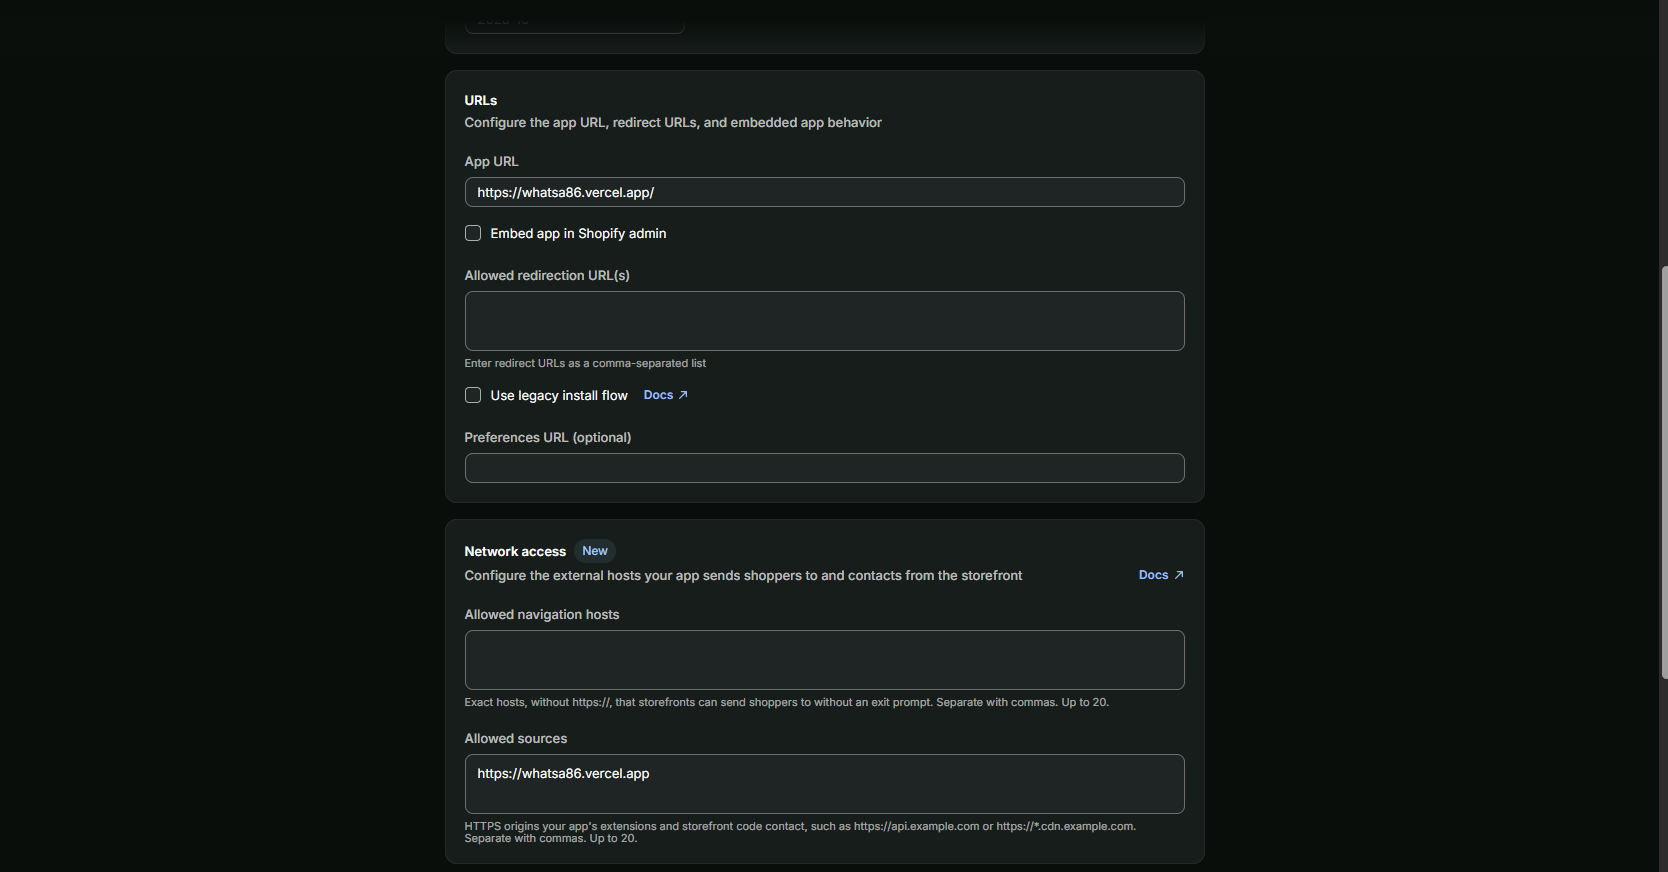 URLs
Configure the app URL, redirect URLs, and embedded app behavior
App URL
https://whatsa86.vercel.app/
Embed app in Shopify admin
Allowed redirection URL(s)
Enter redirect URLs as a comma-separated list
Use legacy install flow Docs ↗
Preferences URL (optional)
Network access New
Configure the external hosts your app sends shoppers to and contacts from the storefront Docs ↗
Allowed navigation hosts
Exact hosts, without https://, that storefronts can send shoppers to without an exit prompt. Separate with commas. Up to 20.
Allowed sources
https://whatsa86.vercel.app
HTTPS origins your app's extensions and storefront code contact, such as https://api.example.com or https://*.cdn.example.com.
Separate with commas. Up to 20.